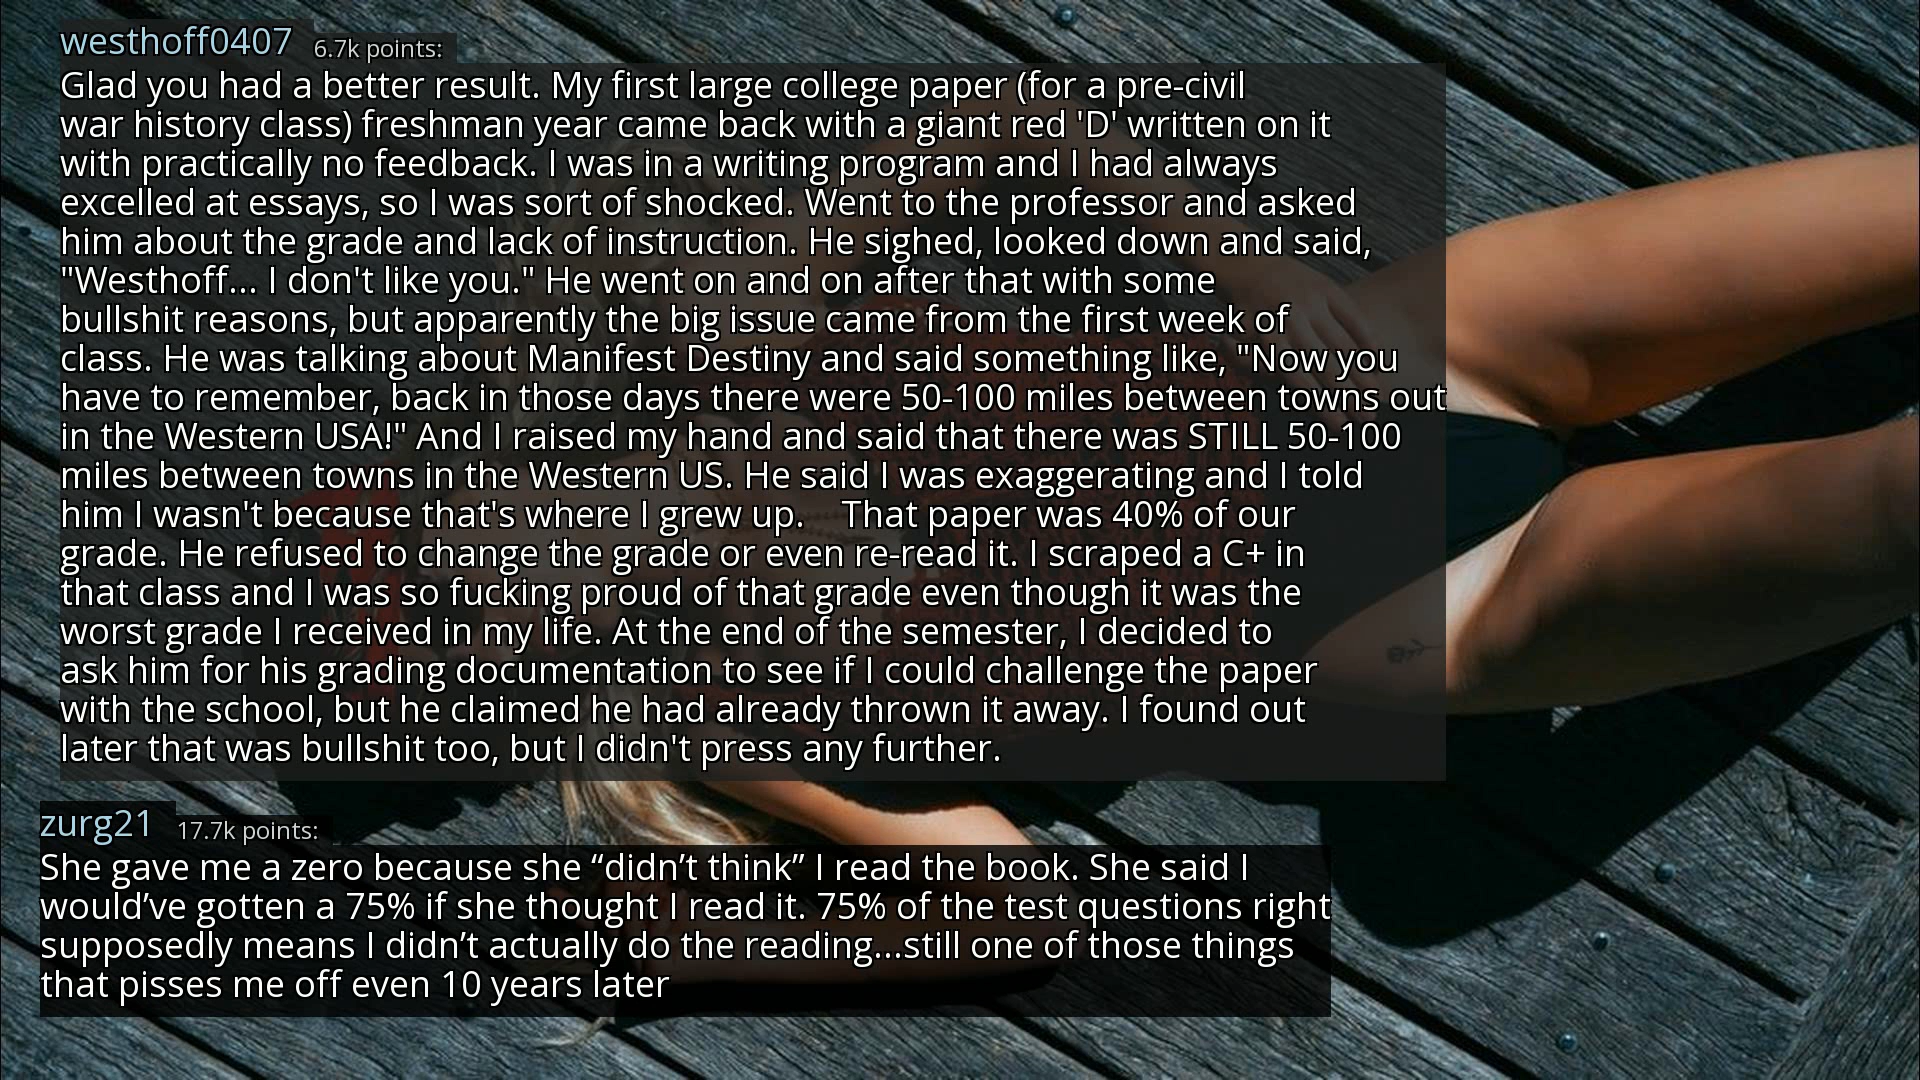 westhoff0407 6.7k points:
Glad you had a better result. My first large college paper (for a pre-civil
war history class) freshman year came back with a giant red 'D' written on it
with practically no feedback. I was in a writing program and I had always
excelled at essays, so I was sort of shocked. Went to the professor and asked
him about the grade and lack of instruction. He sighed, looked down and said,
"Westhoff... I don't like you." He went on and on after that with some
bullshit reasons, but apparently the big issue came from the first week of
class. He was talking about Manifest Destiny and said something like, "Now you
have to remember, back in those days there were 50-100 miles between towns out
in the Western USA!" And I raised my hand and said that there was STILL 50-100
miles between towns in the Western US. He said I was exaggerating and I told
him I wasn't because that's where I grew up. That paper was 40% of our
grade. He refused to change the grade or even re-read it. I scraped a C+ in
that class and I was so fucking proud of that grade even though it was the
worst grade I received in my life. At the end of the semester, I decided to
ask him for his grading documentation to see if I could challenge the paper
with the school, but he claimed he had already thrown it away. I found out
later that was bullshit too, but I didn't press any further.
zurg21 17.7k points:
She gave me a zero because she “didn’t think” I read the book. She said I
would’ve gotten a 75% if she thought I read it. 75% of the test questions right
supposedly means I didn’t actually do the reading...still one of those things
that pisses me off even 10 years later